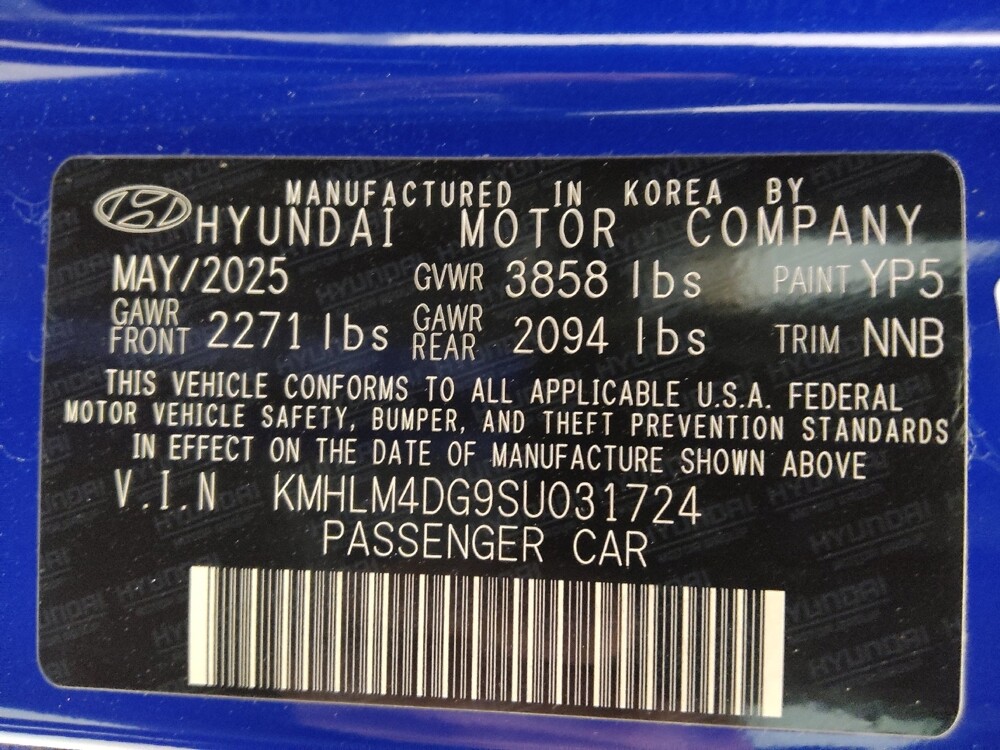 MANUFACTURED IN KOREA BY
HYUNDAI MOTOR COMPANY
MAY/2025 GVWR 3858 lbs PAINT YP5
GAWR FRONT 2271 lbs GAWR REAR 2094 lbs TRIM NNB
THIS VEHICLE CONFORMS TO ALL APPLICABLE U.S.A. FEDERAL
MOTOR VEHICLE SAFETY, BUMPER, AND THEFT PREVENTION STANDARDS
IN EFFECT ON THE DATE OF MANUFACTURE SHOWN ABOVE
V.I.N KMHLM4DG9SU031724
PASSENGER CAR